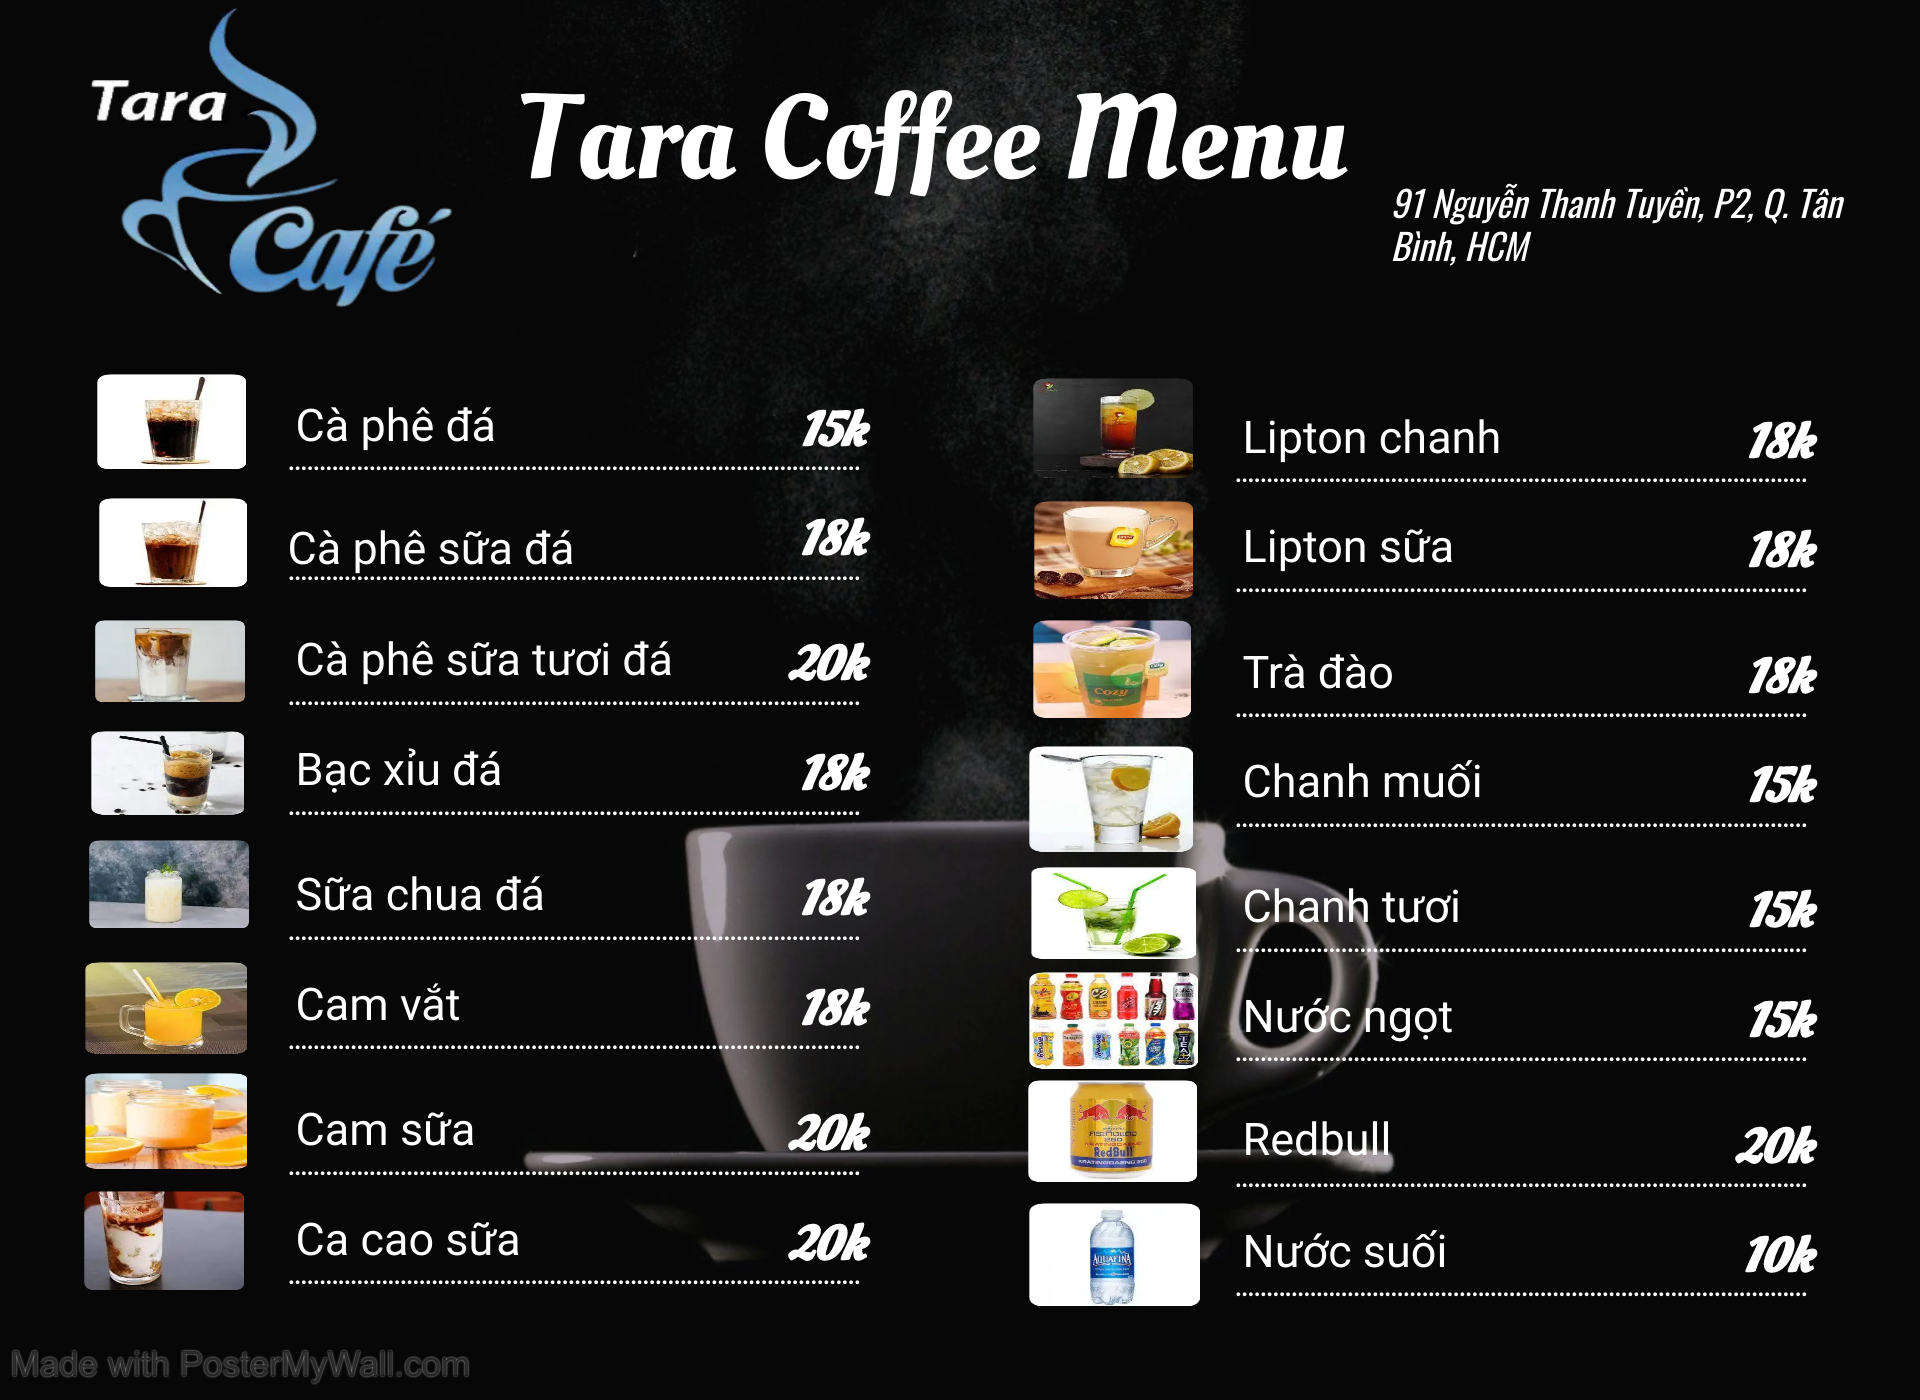 Tara
Café
Tara Coffee Menu
91 Nguyễn Thanh Tuyền, P2, Q. Tân
Bình, HCM
Cà phê đá 15k
Cà phê sữa đá 18k
Cà phê sữa tươi đá 20k
Bạc xỉu đá 18k
Sữa chua đá 18k
Cam vắt 18k
Cam sữa 20k
Ca cao sữa 20k
Lipton chanh 18k
Lipton sữa 18k
Trà đào 18k
cozy
Chanh muối 15k
Chanh tươi 15k
Nước ngọt 15k
Redbull 20k
RedBull
Nước suối 10k
AQUAFINA
Made with PosterMyWall.com